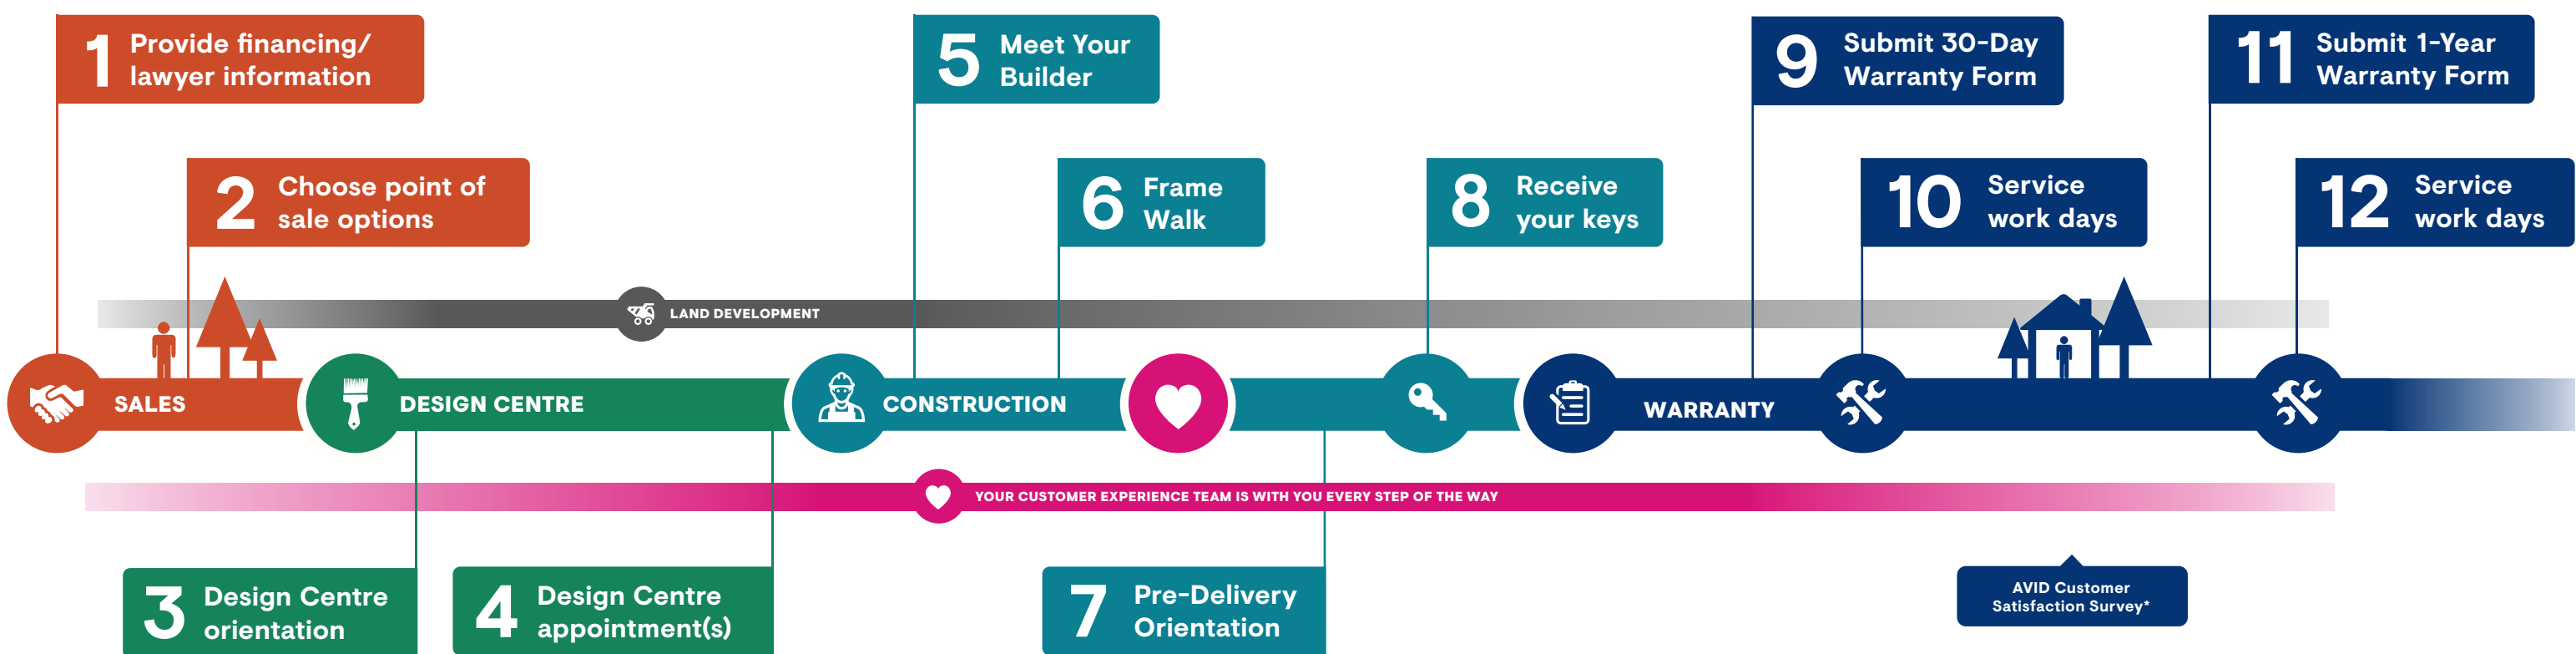 1 Provide financing/
lawyer information
5 Meet Your
Builder
9 Submit 30-Day
Warranty Form
11 Submit 1-Year
Warranty Form
2 Choose point of
sale options
6 Frame
Walk
8 Receive
your keys
10 Service
work days
12 Service
work days
LAND DEVELOPMENT
SALES
DESIGN CENTRE
CONSTRUCTION
WARRANTY
YOUR CUSTOMER EXPERIENCE TEAM IS WITH YOU EVERY STEP OF THE WAY
3 Design Centre
orientation
4 Design Centre
appointment(s)
7 Pre-Delivery
Orientation
AVID Customer
Satisfaction Survey*